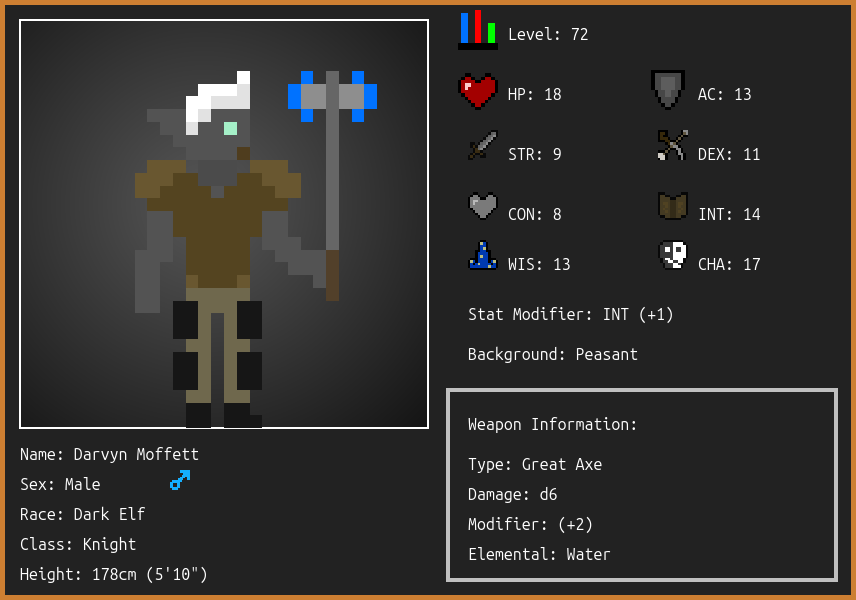 Level: 72
HP: 18
AC: 13
STR: 9
DEX: 11
CON: 8
INT: 14
WIS: 13
CHA: 17
Stat Modifier: INT (+1)
Background: Peasant
Weapon Information:
Type: Great Axe
Damage: d6
Modifier: (+2)
Elemental: Water
Name: Darvyn Moffett
Sex: Male
Race: Dark Elf
Class: Knight
Height: 178cm (5'10")